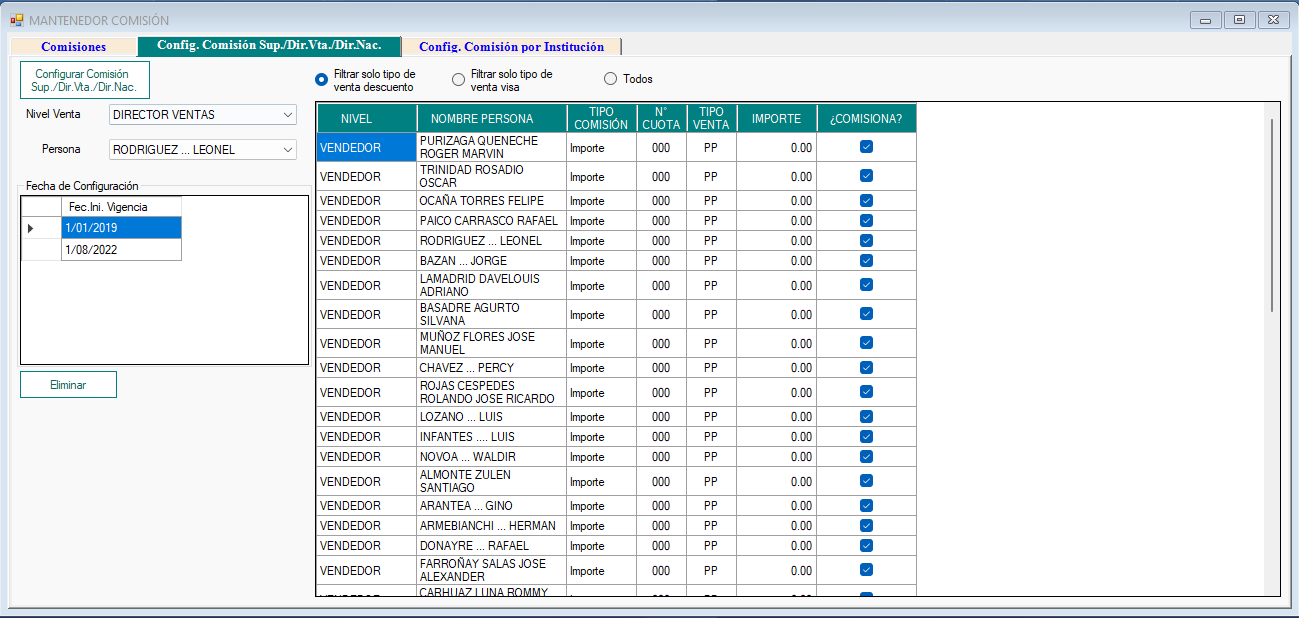 MANTENEDOR COMISIÓN
Comisiones
Config. Comisión Sup./Dir.Vta./Dir.Nac.
Config. Comisión por Institución
Configurar Comisión
Sup./Dir.Vta./Dir.Nac.
Filtrar solo tipo de
venta descuento
Filtrar solo tipo de
venta visa
Todos
Nivel Venta
DIRECTOR VENTAS
Persona
RODRIGUEZ ... LEONEL
Fecha de Configuración
Fec.Ini. Vigencia
1/01/2019
1/08/2022
Eliminar
NIVEL
NOMBRE PERSONA
TIPO
COMISIÓN
N°
CUOTA
TIPO
VENTA
IMPORTE
¿COMISIONA?
VENDEDOR
PURIZAGA QUENECHE
ROGER MARVIN
Importe 000 PP 0.00
VENDEDOR
TRINIDAD ROSADIO
OSCAR
Importe 000 PP 0.00
VENDEDOR OCAÑA TORRES FELIPE Importe 000 PP 0.00
VENDEDOR PAICO CARRASCO RAFAEL Importe 000 PP 0.00
VENDEDOR RODRIGUEZ ... LEONEL Importe 000 PP 0.00
VENDEDOR BAZAN ... JORGE Importe 000 PP 0.00
VENDEDOR
LAMADRID DAVELOUIS
ADRIANO
Importe 000 PP 0.00
VENDEDOR
BASADRE AGURTO
SILVANA
Importe 000 PP 0.00
VENDEDOR
MUÑOZ FLORES JOSE
MANUEL
Importe 000 PP 0.00
VENDEDOR CHAVEZ ... PERCY Importe 000 PP 0.00
VENDEDOR
ROJAS CESPEDES
ROLANDO JOSE RICARDO
Importe 000 PP 0.00
VENDEDOR LOZANO ... LUIS Importe 000 PP 0.00
VENDEDOR INFANTES .... LUIS Importe 000 PP 0.00
VENDEDOR NOVOA ... WALDIR Importe 000 PP 0.00
VENDEDOR
ALMONTE ZULEN
SANTIAGO
Importe 000 PP 0.00
VENDEDOR ARANTEA ... GINO Importe 000 PP 0.00
VENDEDOR ARMEBIANCHI ... HERMAN Importe 000 PP 0.00
VENDEDOR DONAYRE ... RAFAEL Importe 000 PP 0.00
VENDEDOR
FARROÑAY SALAS JOSE
ALEXANDER
Importe 000 PP 0.00
CARHUAZ LUNA ROMMY